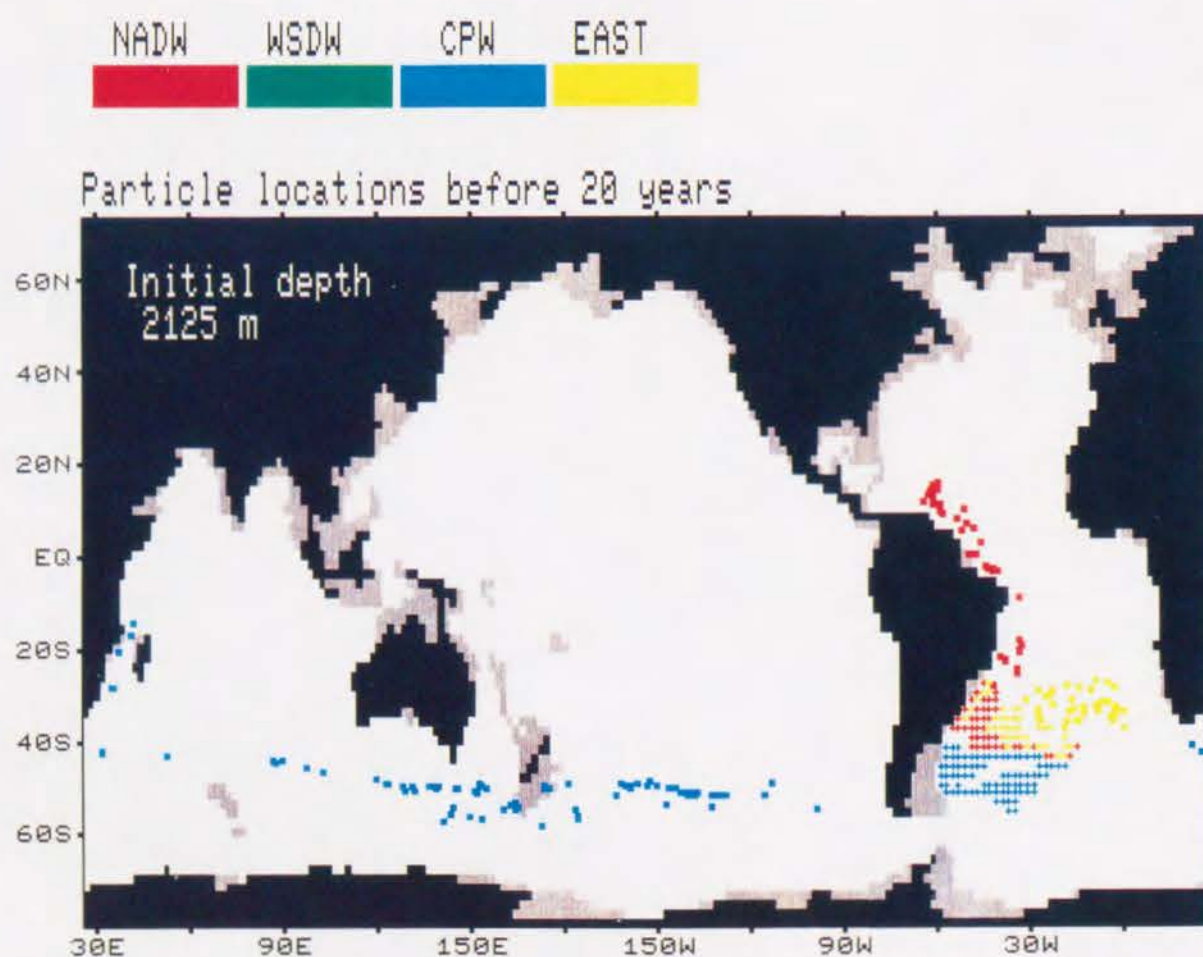 NADW WSDW CPW EAST
Particle locations before 20 years
Initial depth
2125 m
60N
40N
20N
EQ
20S
40S
60S
30E 90E 150E 150W 90W 30W